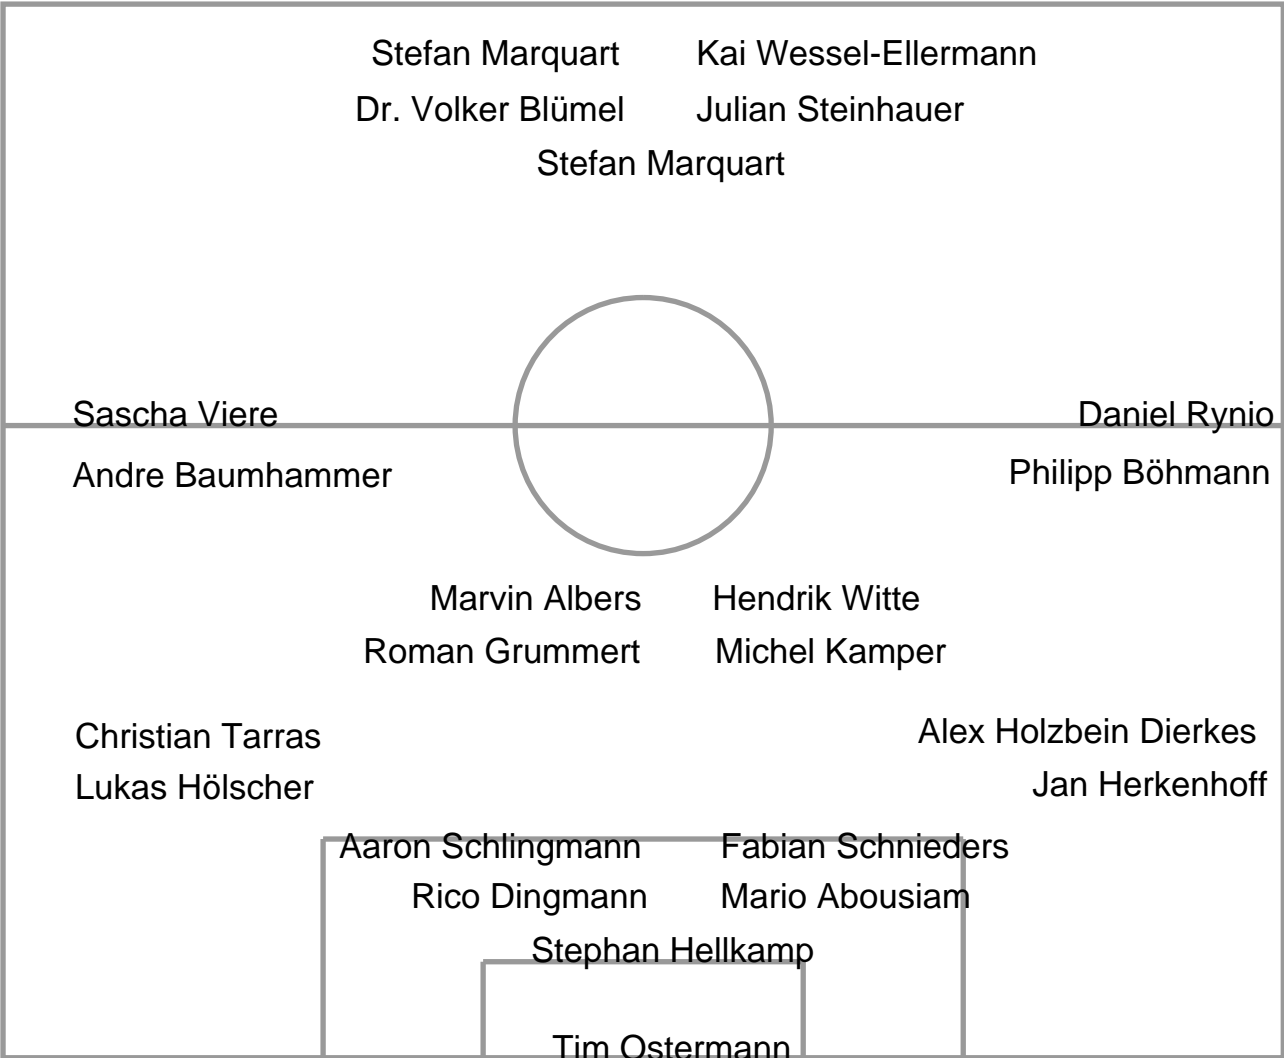 Stefan Marquart Kai Wessel-Ellermann
Dr. Volker Blümel Julian Steinhauer
Stefan Marquart
Sascha Viere Daniel Rynio
Andre Baumhammer Philipp Böhmann
Marvin Albers Hendrik Witte
Roman Grummert Michel Kamper
Christian Tarras Alex Holzbein Dierkes
Lukas Hölscher Jan Herkenhoff
Aaron Schlingmann Fabian Schnieders
Rico Dingmann Mario Abousiam
Stephan Hellkamp
Tim Ostermann